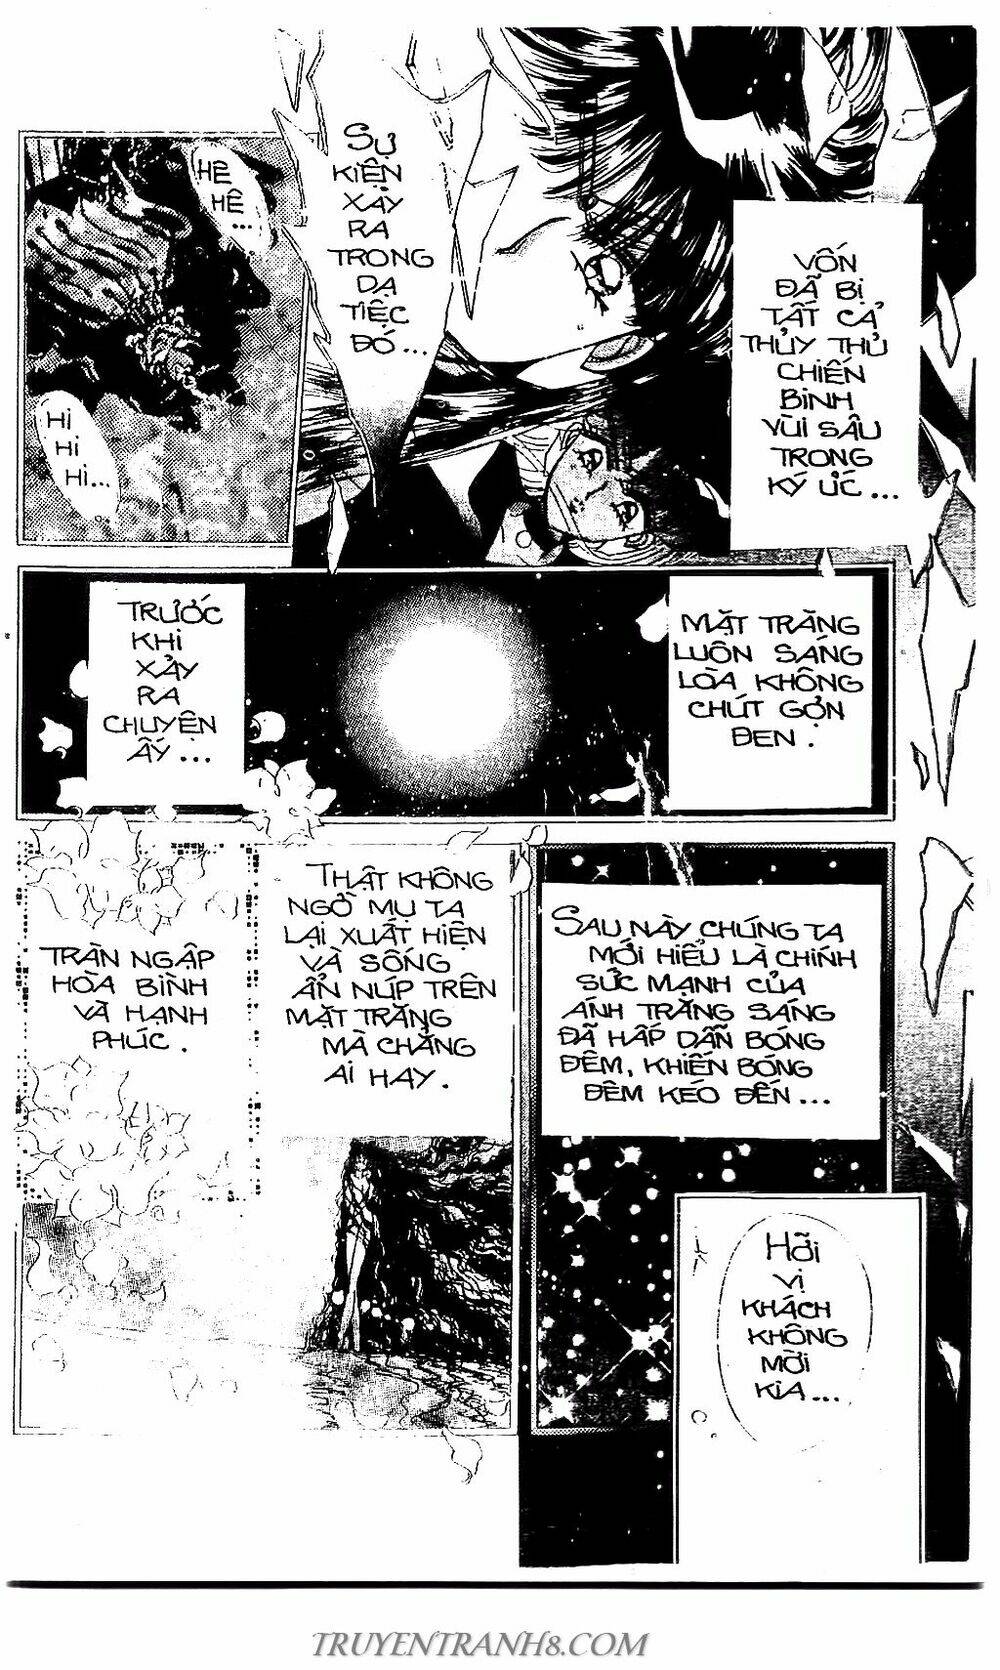 SỰ
KIỆN
XẢY
RA
TRONG
DẠ
TIỆC
ĐÓ...
HÊ
HÊ
...
HI
HI
HI...
VỐN
ĐÃ BỊ
TẤT CẢ
THỦY THỦ
CHIẾN
BINH
VÙI SÂU
TRONG
KÝ ỨC...
TRƯỚC
KHI
XẢY
RA
CHUYỆN
ẤY...
MẶT TRĂNG
LUÔN SÁNG
LÒA KHÔNG
CHÚT GỢN
ĐEN.
TRÀN NGẬP
HÒA BÌNH
VÀ HẠNH
PHÚC.
THẬT KHÔNG
NGỜ MỤ TA
LẠI XUẤT HIỆN
VÀ SỐNG
ẨN NÚP TRÊN
MẶT TRĂNG
MÀ CHẲNG
AI HAY.
SAU NÀY CHÚNG TA
MỚI HIỂU LÀ CHÍNH
SỨC MẠNH CỦA
ÁNH TRĂNG SÁNG
ĐÃ HẤP DẪN BÓNG
ĐÊM, KHIẾN BÓNG
ĐÊM KÉO ĐẾN...
HỠI
VỊ
KHÁCH
KHÔNG
MỜI
KIA...
TRUYENTRANH8.COM